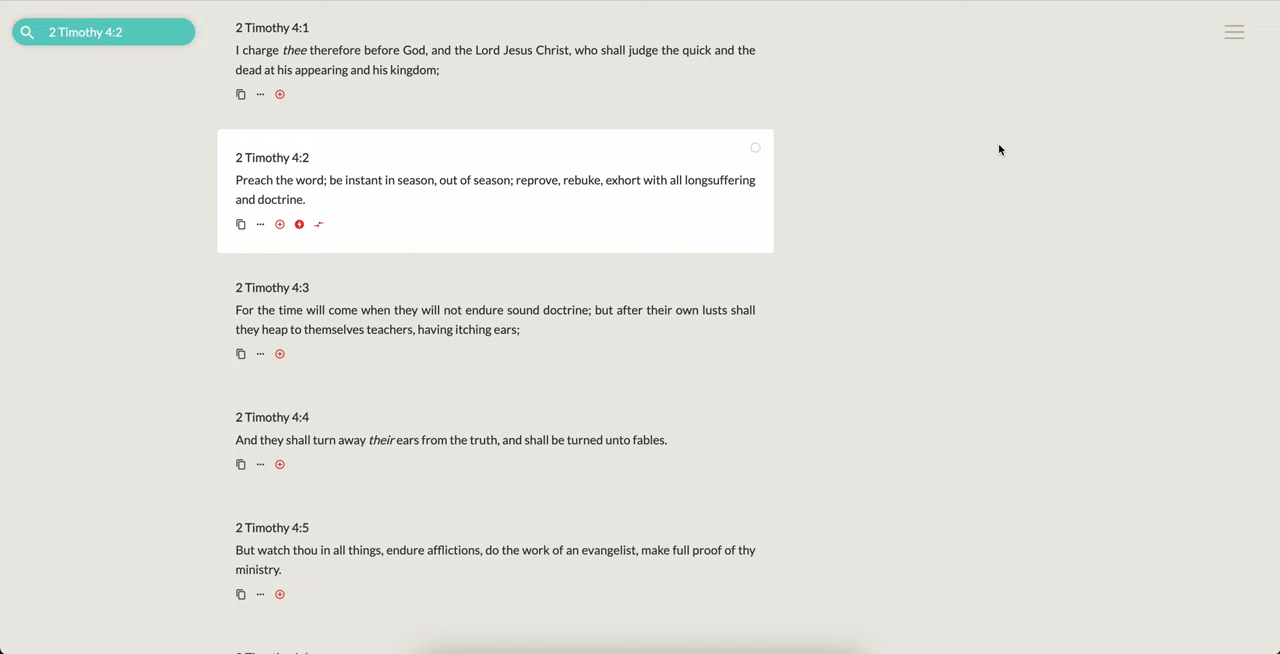 2 Timothy 4:2
2 Timothy 4:1
I charge thee therefore before God, and the Lord Jesus Christ, who shall judge the quick and the
dead at his appearing and his kingdom;
2 Timothy 4:2
Preach the word; be instant in season, out of season; reprove, rebuke, exhort with all longsuffering
and doctrine.
2 Timothy 4:3
For the time will come when they will not endure sound doctrine; but after their own lusts shall
they heap to themselves teachers, having itching ears;
2 Timothy 4:4
And they shall turn away their ears from the truth, and shall be turned unto fables.
2 Timothy 4:5
But watch thou in all things, endure afflictions, do the work of an evangelist, make full proof of thy
ministry.